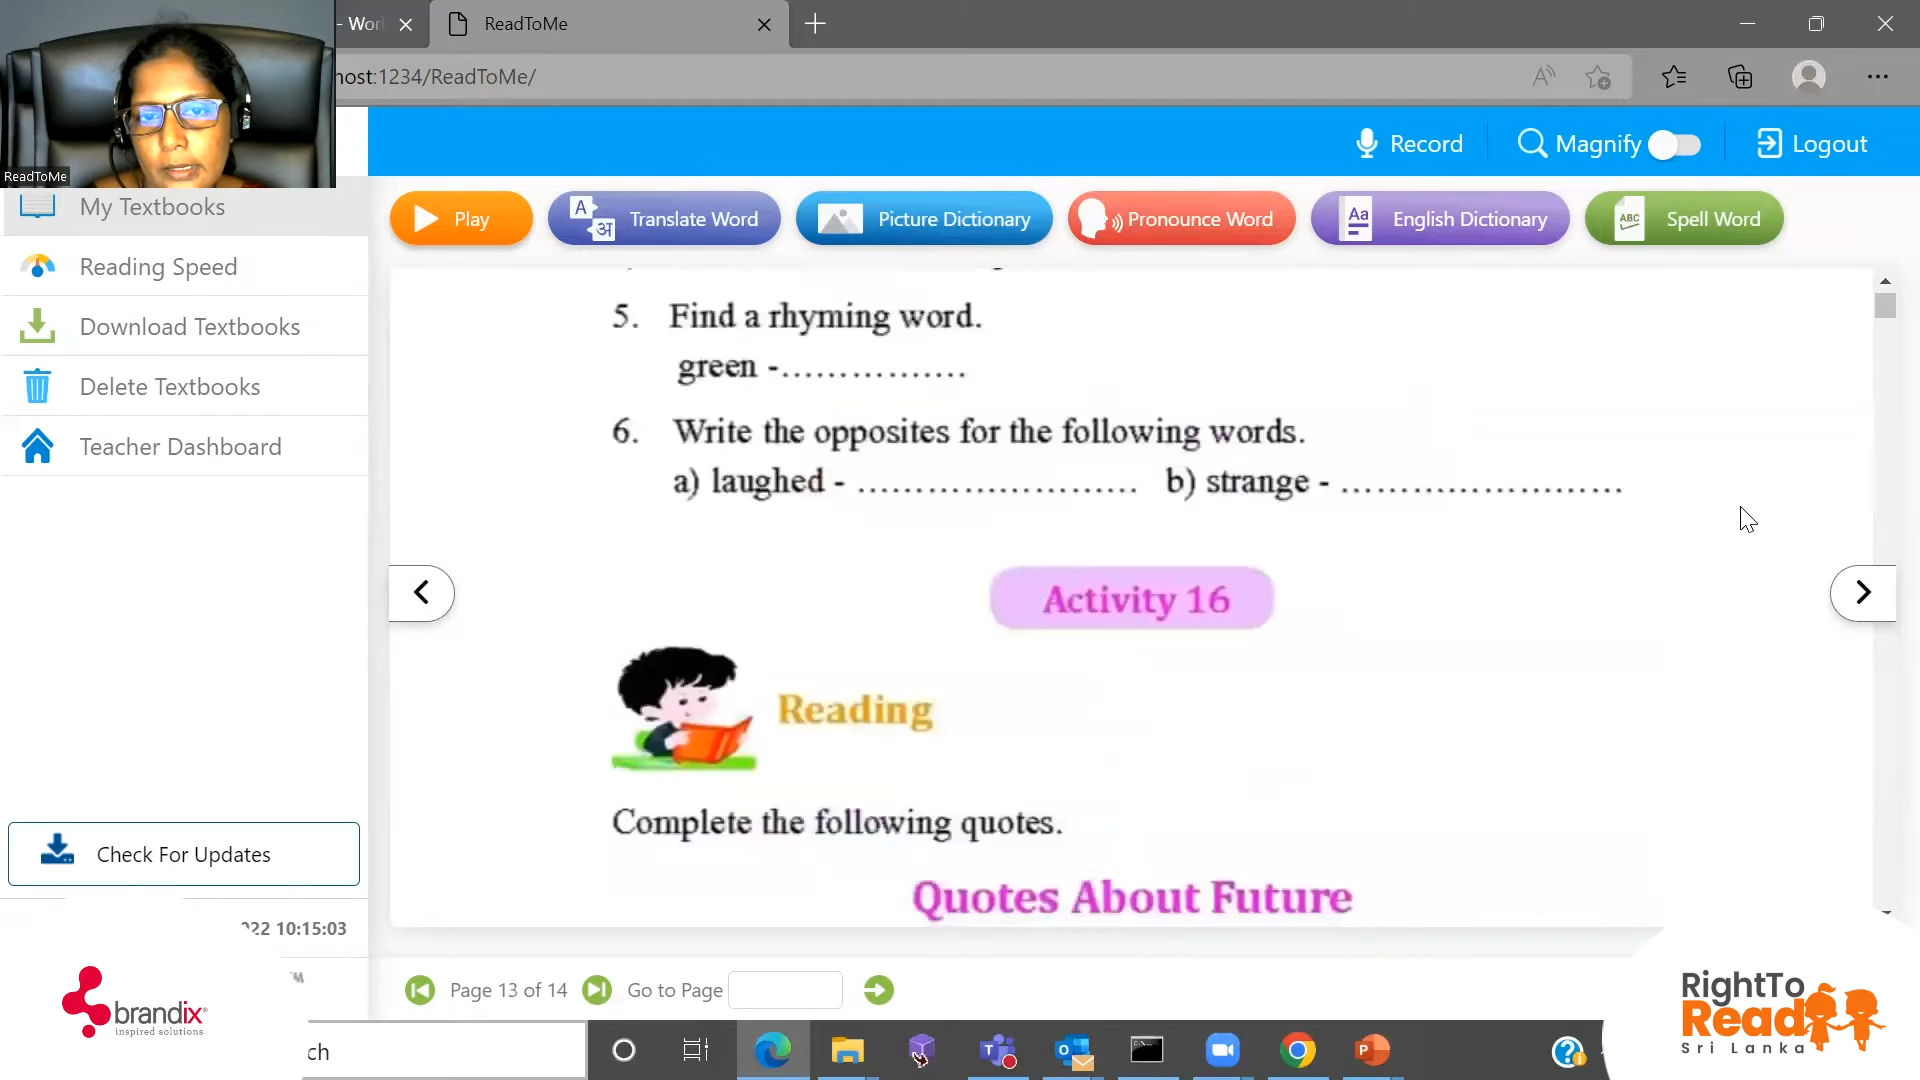 - Wor
ReadToMe
host:1234/ReadToMe/
ReadToMe
Record
Magnify
Logout
My Textbooks
Reading Speed
Download Textbooks
Delete Textbooks
Teacher Dashboard
Play
A अ Translate Word
Picture Dictionary
Pronounce Word
Aa English Dictionary
ABC Spell Word
5. Find a rhyming word.
green -................
6. Write the opposites for the following words.
a) laughed - ........................ b) strange - ........................
Activity 16
Reading
Complete the following quotes.
Quotes About Future
Check For Updates
022 10:15:03
TM
brandix
inspired solutions
Page 13 of 14
Go to Page
RightTo
Read
Sri Lanka
ch